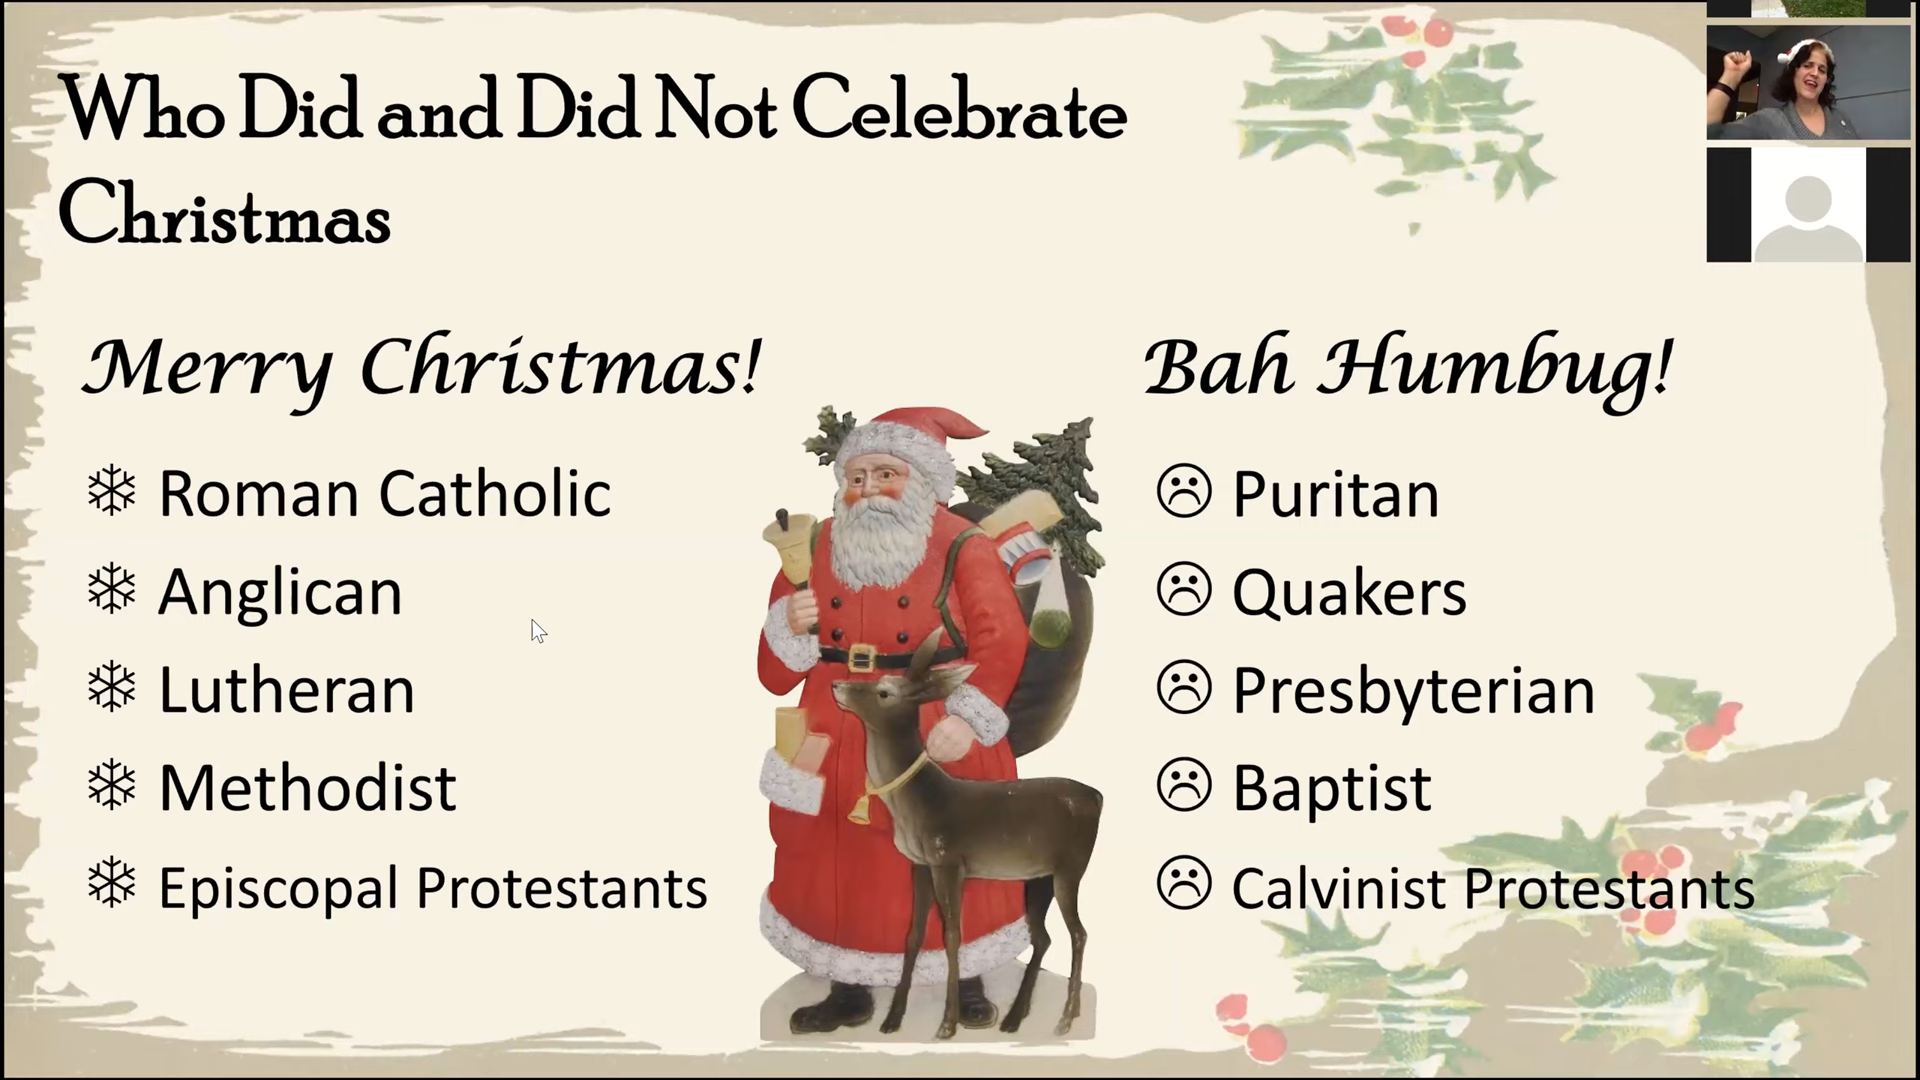 Who Did and Did Not Celebrate
Christmas
Merry Christmas!
Roman Catholic
Anglican
Lutheran
Methodist
Episcopal Protestants
Bah Humbug!
Puritan
Quakers
Presbyterian
Baptist
Calvinist Protestants